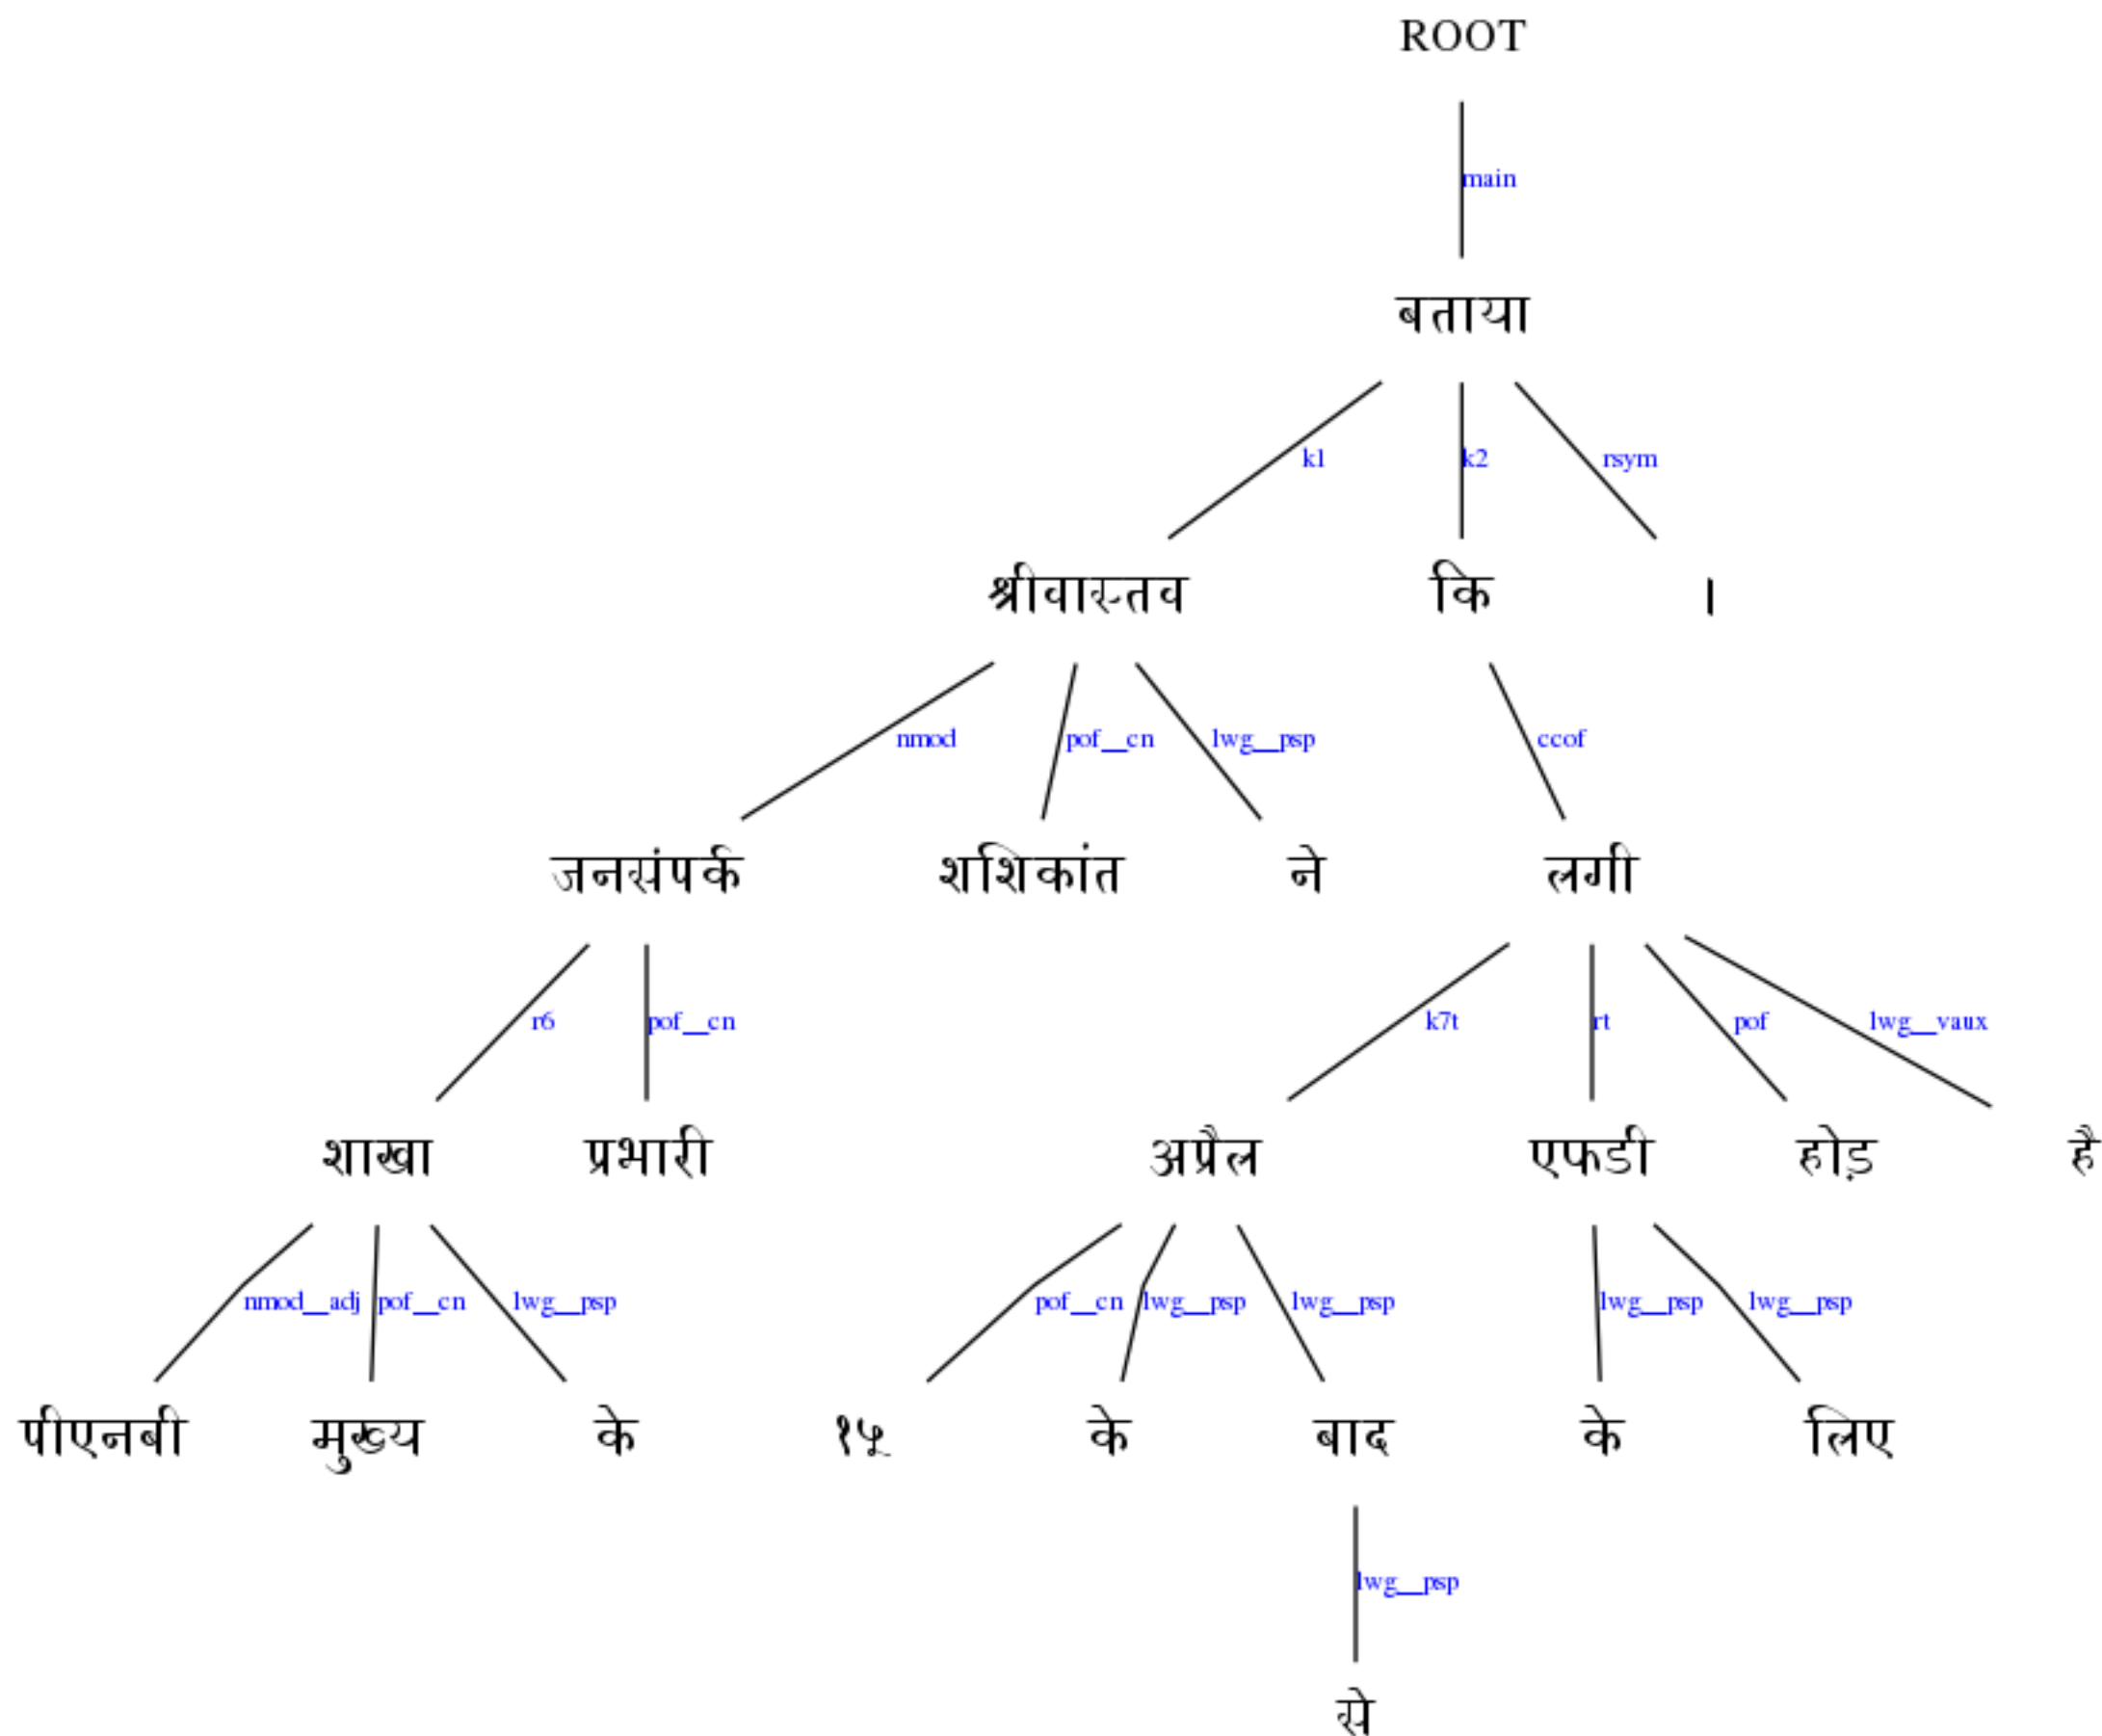 ROOT
main
बताया
k1 k2 rsym
श्रीवास्तव कि ।
nmod pof__cn lwg__psp ccof
जनसंपर्क शशिकांत ने लगी
r6 pof__cn k7t rt pof lwg__vaux
शाखा प्रभारी अप्रैल एफडी होड़ है
nmod__adj pof__cn lwg__psp pof__cn lwg__psp lwg__psp lwg__psp lwg__psp
पीएनबी मुख्य के १५ के बाद के लिए
lwg__psp
से